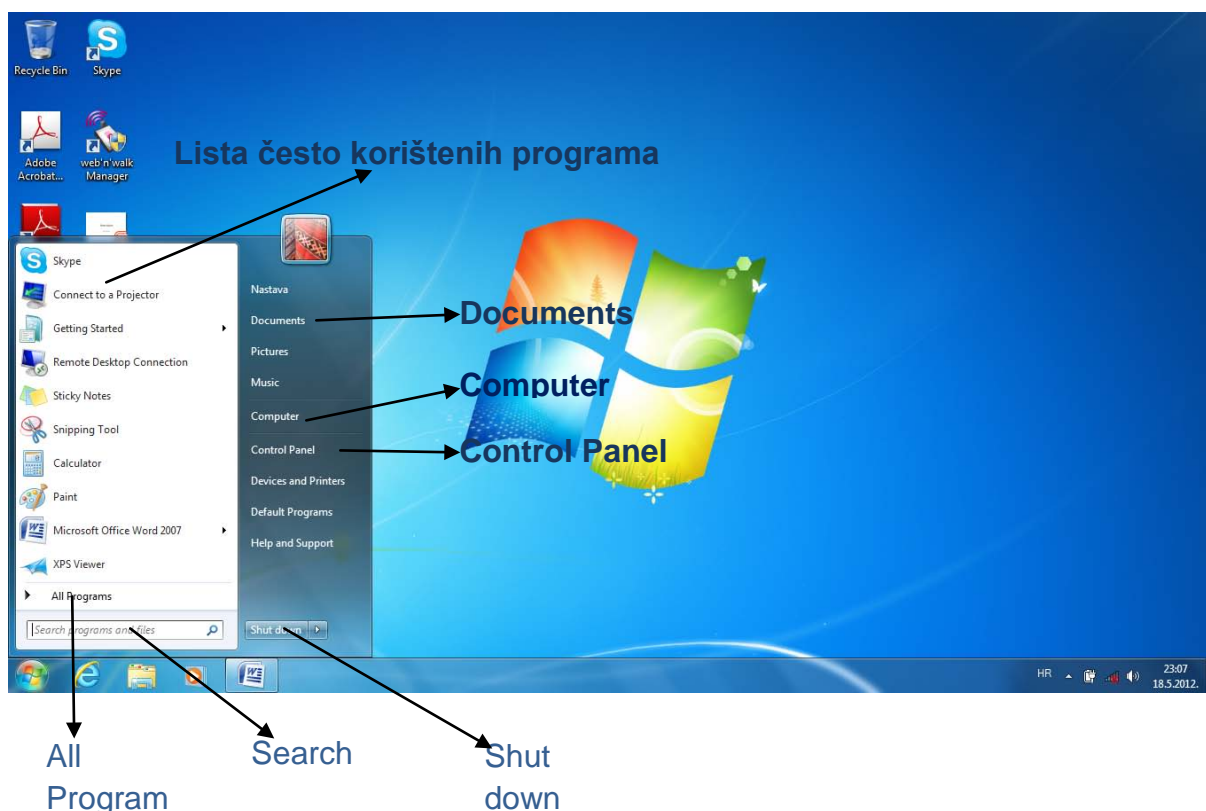 Recycle Bin
Skype
Adobe
Acrobat...
web'n'walk
Manager
Lista često korištenih programa
Skype
Connect to a Projector
Getting Started
Remote Desktop Connection
Sticky Notes
Snipping Tool
Calculator
Paint
Microsoft Office Word 2007
XPS Viewer
All Programs
Search programs and files
Nastava
Documents
Pictures
Music
Computer
Control Panel
Devices and Printers
Default Programs
Help and Support
Shut down
Documents
Computer
Control Panel
HR
23:07
18.5.2012.
All
Program
Search
Shut
down